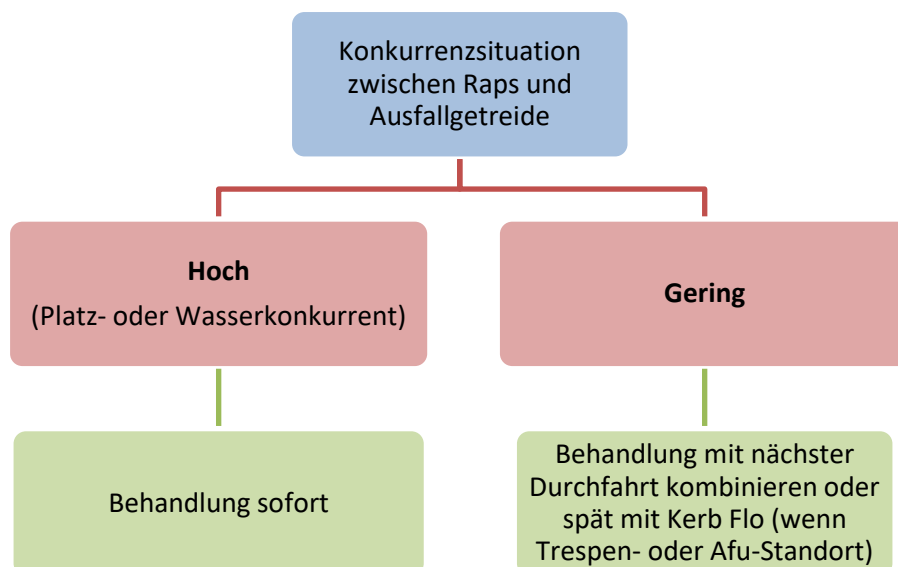 Konkurrenzsituation
zwischen Raps und
Ausfallgetreide
Hoch
(Platz- oder Wasserkonkurrent)
Gering
Behandlung sofort
Behandlung mit nächster
Durchfahrt kombinieren oder
spät mit Kerb Flo (wenn
Trespen- oder Afu-Standort)